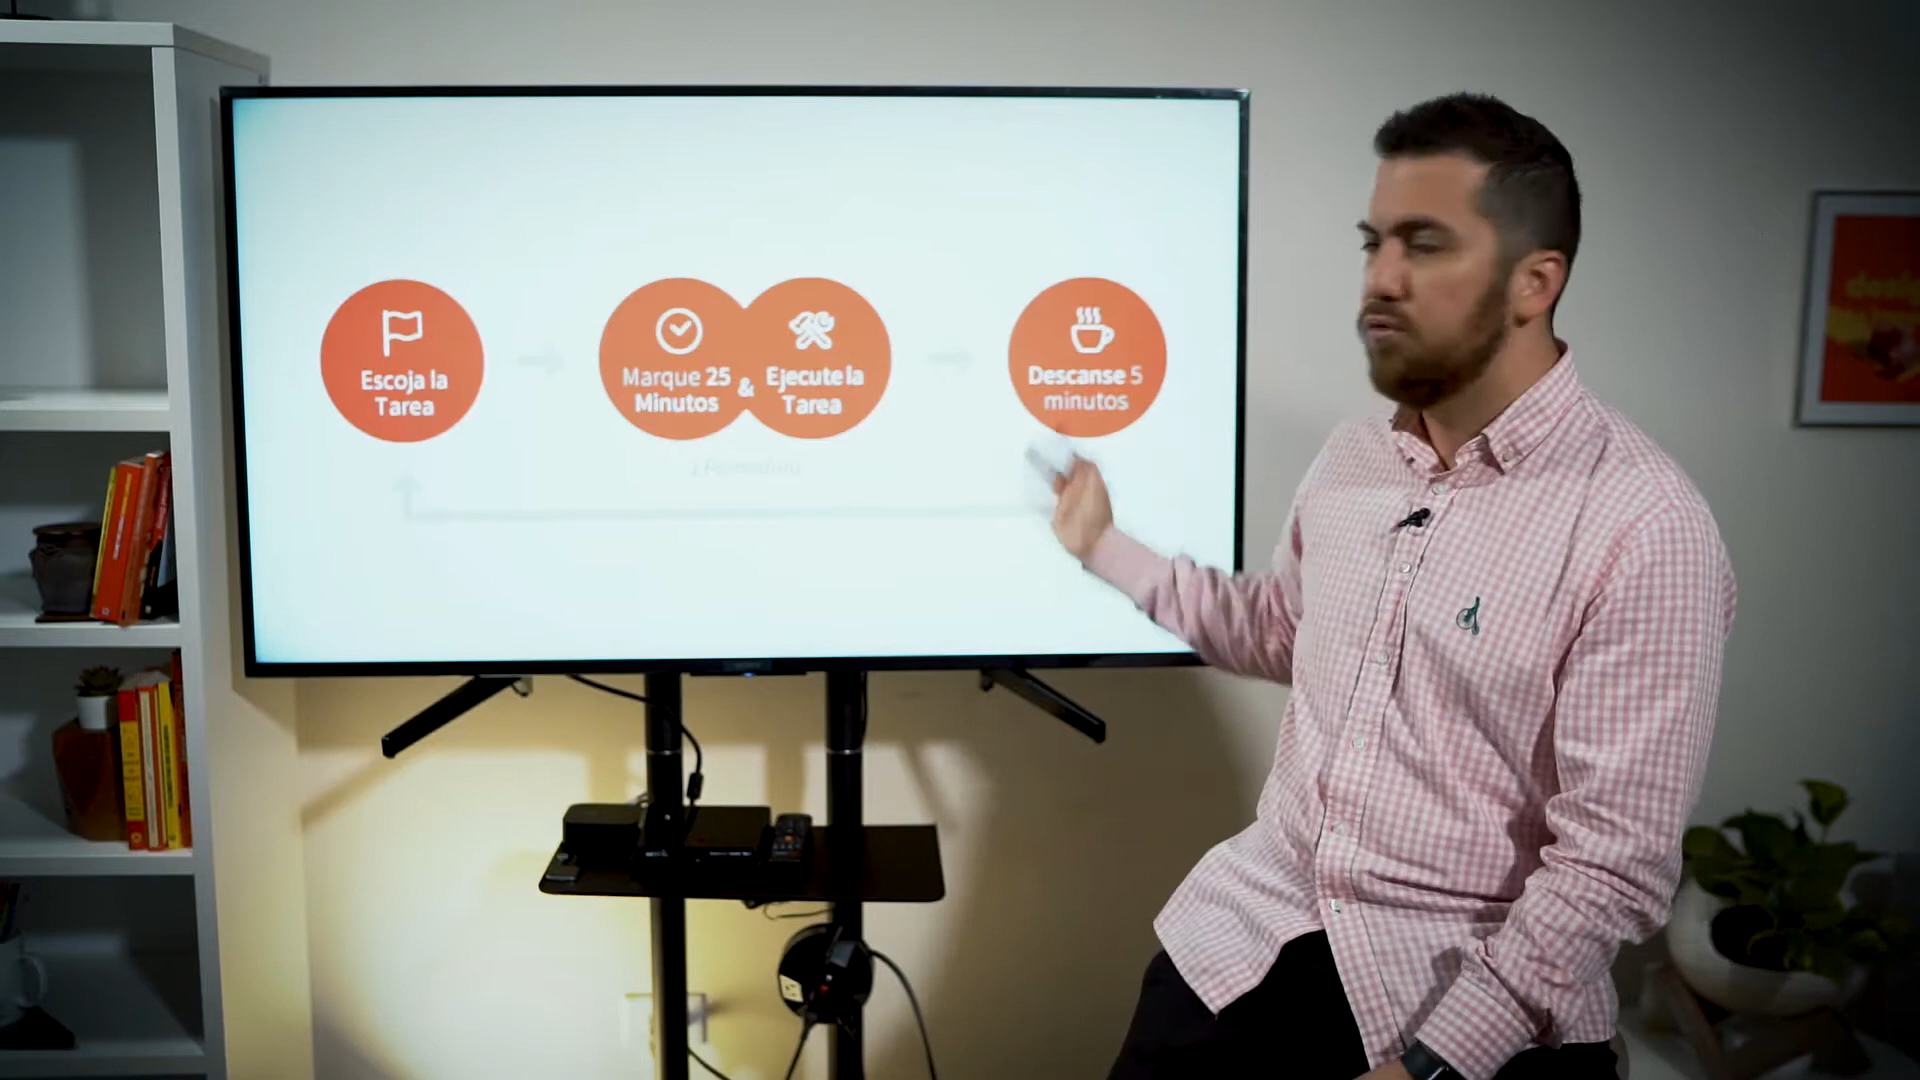 Escoja la
Tarea
Marque 25
Minutos
&
Ejecute la
Tarea
Descanse 5
minutos